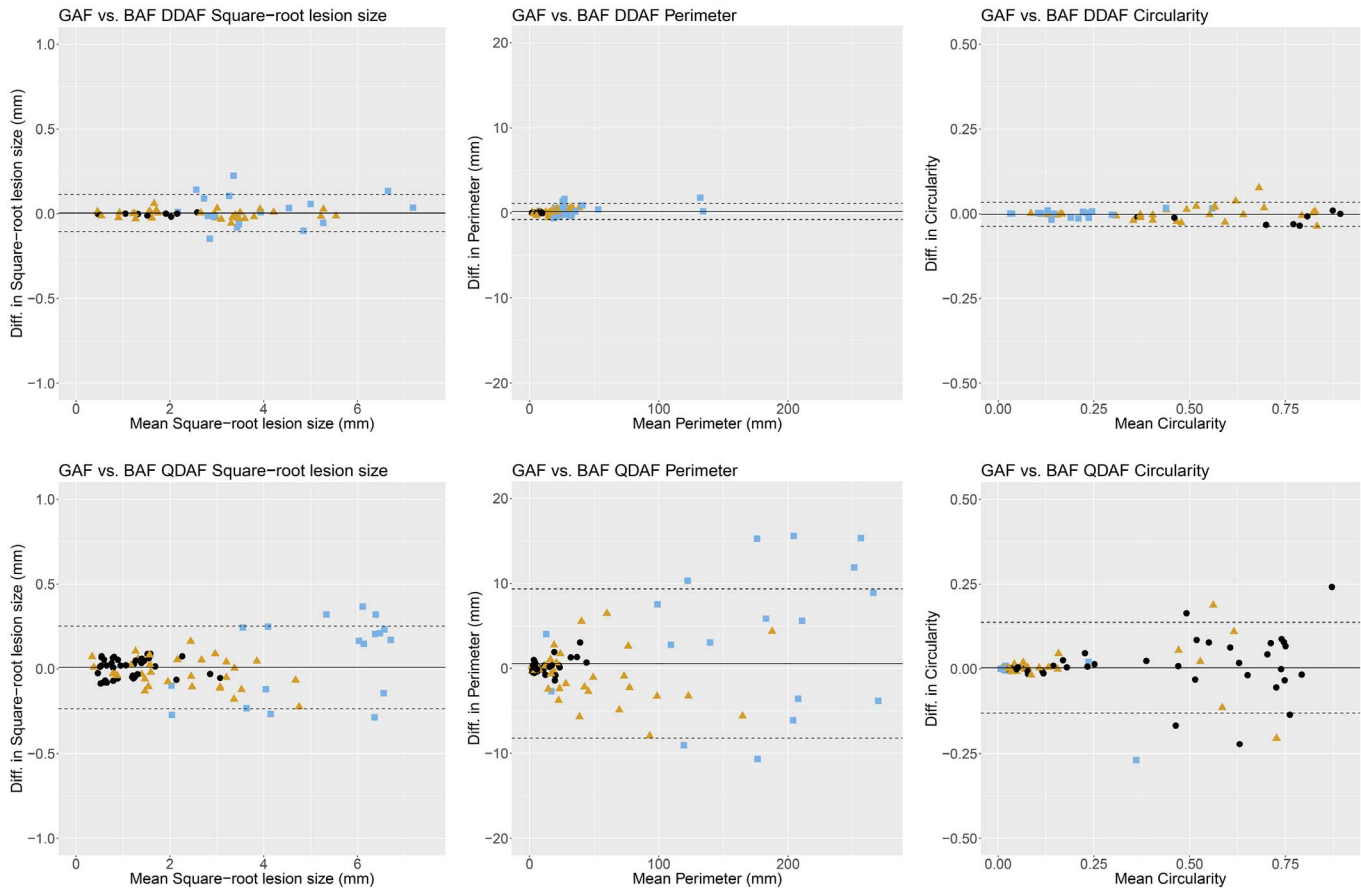 GAF vs. BAF DDAF Square−root lesion size
1.0
0.5
0.0
−0.5
−1.0
0 2 4 6
Diff. in Square−root lesion size (mm)
Mean Square−root lesion size (mm)
GAF vs. BAF DDAF Perimeter
20
10
0
−10
−20
0 100 200
Diff. in Perimeter (mm)
Mean Perimeter (mm)
GAF vs. BAF DDAF Circularity
0.50
0.25
0.00
−0.25
−0.50
0.00 0.25 0.50 0.75
Diff. in Circularity
Mean Circularity
GAF vs. BAF QDAF Square−root lesion size
1.0
0.5
0.0
−0.5
−1.0
0 2 4 6
Diff. in Square−root lesion size (mm)
Mean Square−root lesion size (mm)
GAF vs. BAF QDAF Perimeter
20
10
0
−10
−20
0 100 200
Diff. in Perimeter (mm)
Mean Perimeter (mm)
GAF vs. BAF QDAF Circularity
0.50
0.25
0.00
−0.25
−0.50
0.00 0.25 0.50 0.75
Diff. in Circularity
Mean Circularity